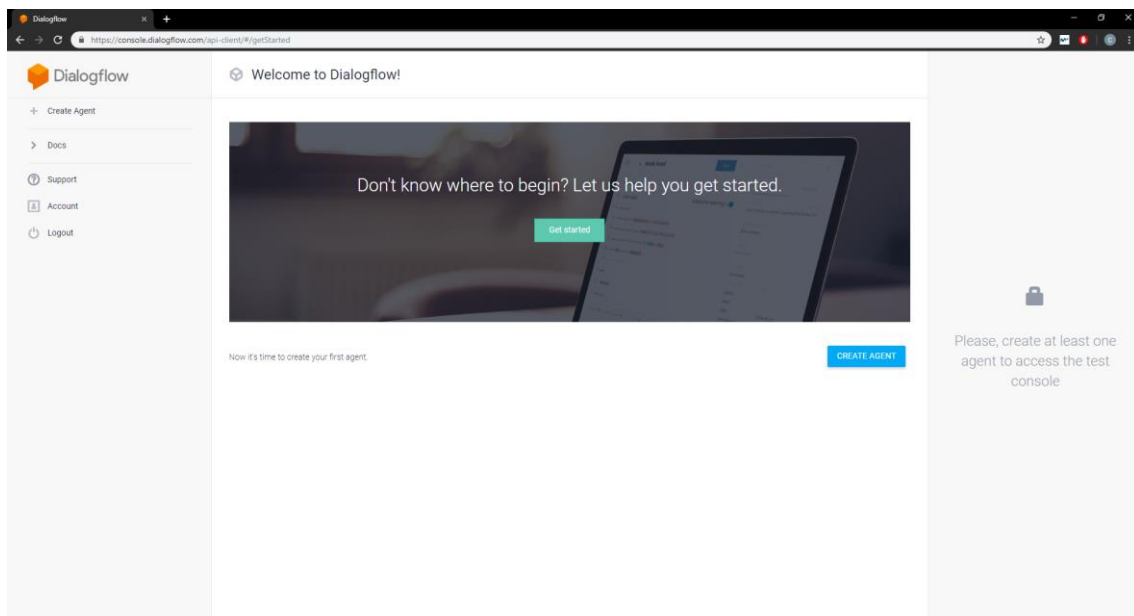 Dialogflow
https://console.dialogflow.com/api-client/#/getStarted
Dialogflow
Welcome to Dialogflow!
Create Agent
Docs
Support
Account
Logout
Don't know where to begin? Let us help you get started.
Get started
Now it's time to create your first agent.
CREATE AGENT
Please, create at least one
agent to access the test
console